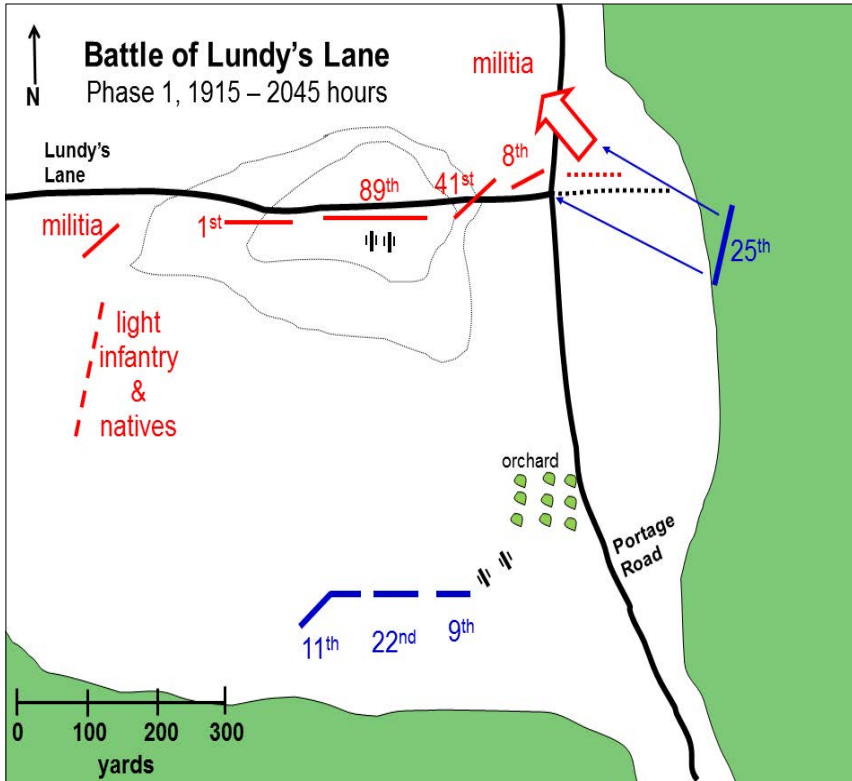 Battle of Lundy’s Lane
Phase 1, 1915 – 2045 hours
N
militia
Lundy's
Lane
8th
41st
89th
1st
militia
25th
light
infantry
&
natives
orchard
Portage
Road
11th
22nd
9th
0 100 200 300
yards